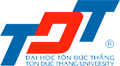 TDT
ĐẠI HỌC TÔN ĐỨC THẮNG
TON DUC THANG UNIVERSITY